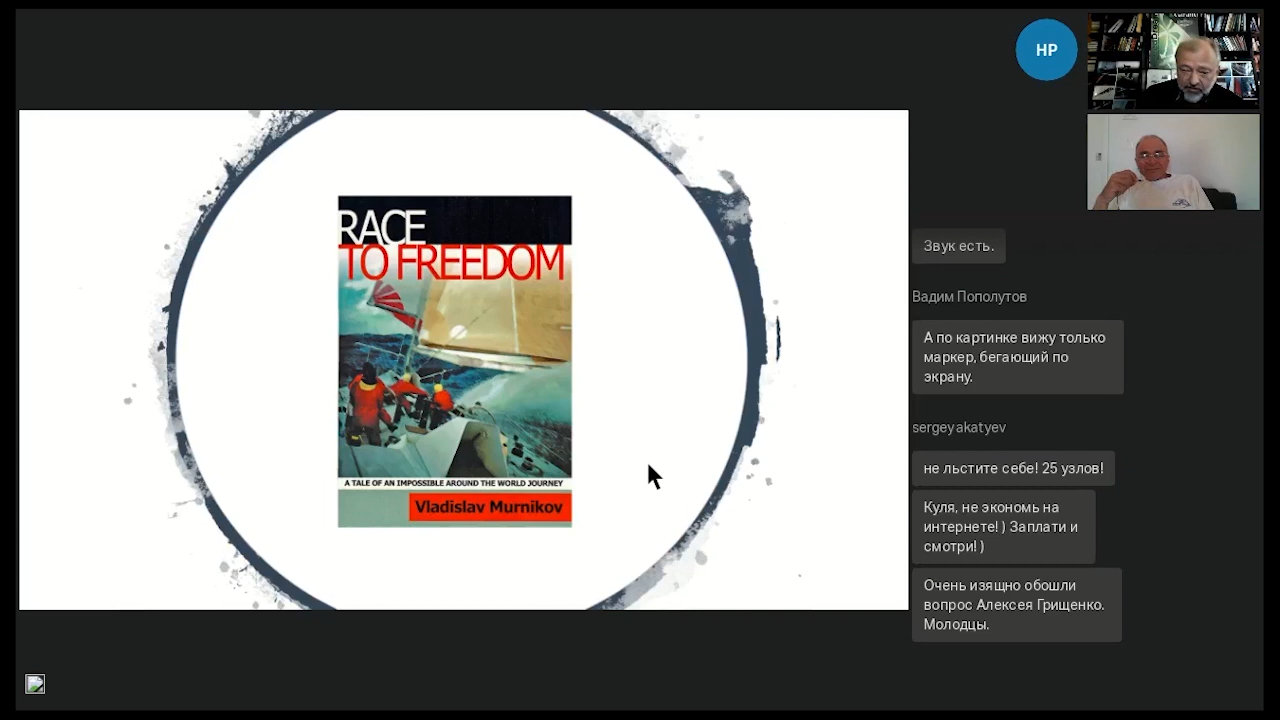 HP
RACE
TO FREEDOM
A TALE OF AN IMPOSSIBLE AROUND THE WORLD JOURNEY
Vladislav Murnikov
Звук есть.
Вадим Пополутов
А по картинке вижу только
маркер, бегающий по
экрану.
sergeyakatyev
не льстите себе! 25 узлов!
Куля, не экономь на
интернете! ) Заплати и
смотри! )
Очень изящно обошли
вопрос Алексея Грищенко.
Молодцы.